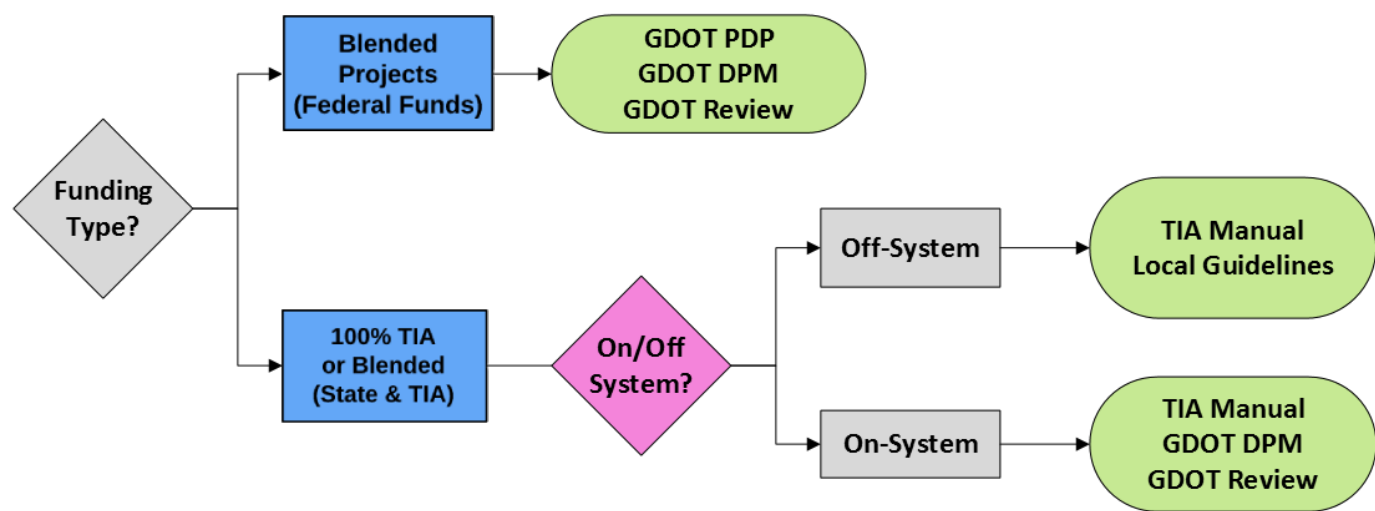 Blended
Projects
(Federal Funds)
GDOT PDP
GDOT DPM
GDOT Review
Funding
Type?
100% TIA
or Blended
(State & TIA)
On/Off
System?
Off-System
TIA Manual
Local Guidelines
On-System
TIA Manual
GDOT DPM
GDOT Review